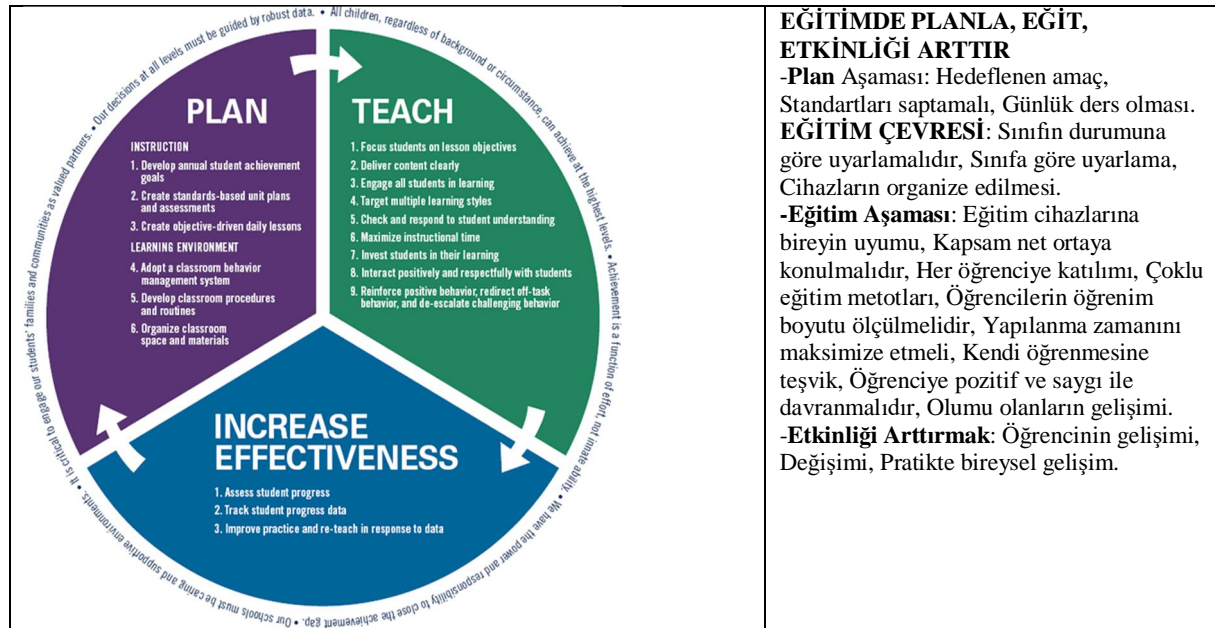 Our decisions at all levels must be guided by robust data. • All children, regardless of background or circumstance, can achieve at the highest levels. • Achievement is a function of effort, not innate ability. • We have the power and responsibility to close the achievement gap. • Our schools must be caring and supportive environments. • It is critical to engage our students' families and communities as valued partners. •
PLAN
INSTRUCTION
1. Develop annual student achievement
goals
2. Create standards-based unit plans
and assessments
3. Create objective-driven daily lessons
LEARNING ENVIRONMENT
4. Adopt a classroom behavior
management system
5. Develop classroom procedures
and routines
6. Organize classroom
space and materials
TEACH
1. Focus students on lesson objectives
2. Deliver content clearly
3. Engage all students in learning
4. Target multiple learning styles
5. Check and respond to student understanding
6. Maximize instructional time
7. Invest students in their learning
8. Interact positively and respectfully with students
9. Reinforce positive behavior, redirect off-task
behavior, and de-escalate challenging behavior
INCREASE
EFFECTIVENESS
1. Assess student progress
2. Track student progress data
3. Improve practice and re-teach in response to data
EĞİTİMDE PLANLA, EĞİT,
ETKİNLİĞİ ARTTIR
-Plan Aşaması: Hedeflenen amaç,
Standartları saptamalı, Günlük ders olması.
EĞİTİM ÇEVRESİ: Sınıfın durumuna
göre uyarlamalıdır, Sınıfa göre uyarlama,
Cihazların organize edilmesi.
-Eğitim Aşaması: Eğitim cihazlarına
bireyin uyumu, Kapsam net ortaya
konulmalıdır, Her öğrenciye katılımı, Çoklu
eğitim metotları, Öğrencilerin öğrenim
boyutu ölçülmelidir, Yapılanma zamanını
maksimize etmeli, Kendi öğrenmesine
teşvik, Öğrenciye pozitif ve saygı ile
davranmalıdır, Olumu olanların gelişimi.
-Etkinliği Arttırmak: Öğrencinin gelişimi,
Değişimi, Pratikte bireysel gelişim.